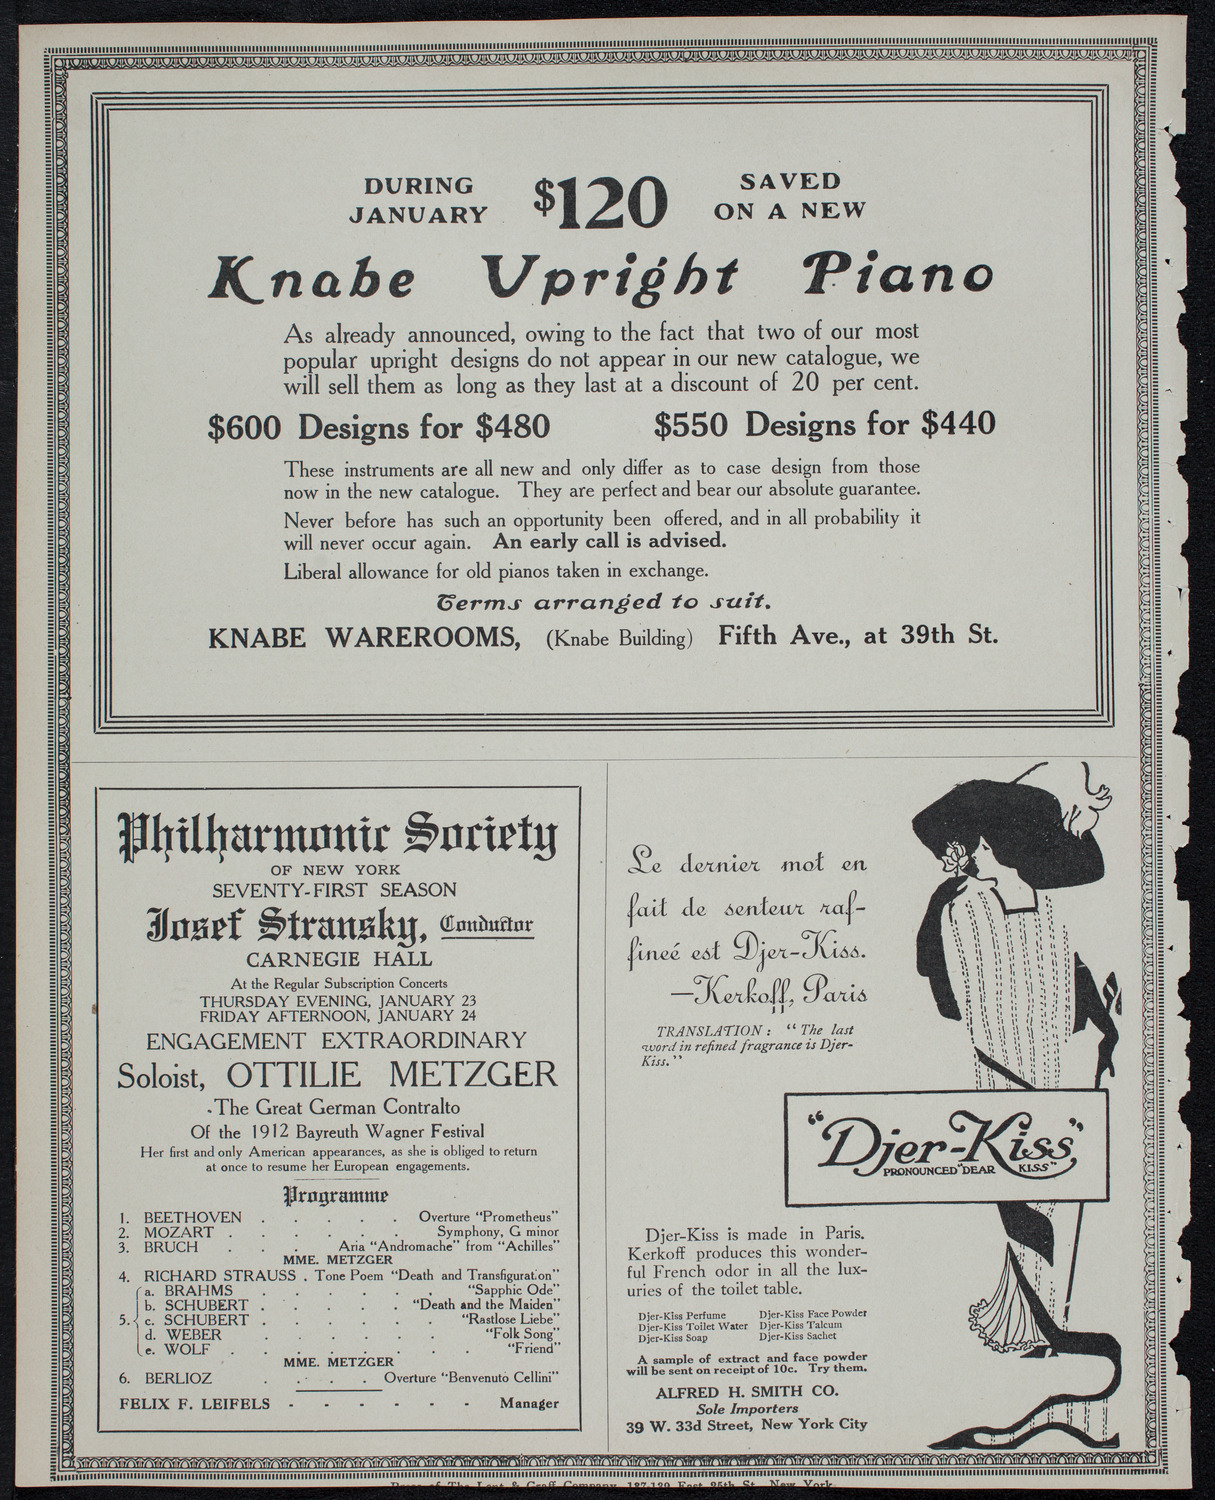 DURING
JANUARY
$120
SAVED
ON A NEW
Knabe Upright Piano
As already announced, owing to the fact that two of our most
popular upright designs do not appear in our new catalogue, we
will sell them as long as they last at a discount of 20 per cent.
$600 Designs for $480
$550 Designs for $440
These instruments are all new and only differ as to case design from those
now in the new catalogue. They are perfect and bear our absolute guarantee.
Never before has such an opportunity been offered, and in all probability it
will never occur again. An early call is advised.
Liberal allowance for old pianos taken in exchange.
Terms arranged to suit.
KNABE WAREROOMS, (Knabe Building) Fifth Ave., at 39th St.
Philharmonic Society
OF NEW YORK
SEVENTY-FIRST SEASON
Josef Stransky, Conductor
CARNEGIE HALL
At the Regular Subscription Concerts
THURSDAY EVENING, JANUARY 23
FRIDAY AFTERNOON, JANUARY 24
ENGAGEMENT EXTRAORDINARY
Soloist, OTTILIE METZGER
The Great German Contralto
Of the 1912 Bayreuth Wagner Festival
Her first and only American appearances, as she is obliged to return
at once to resume her European engagements.
Programme
1. BEETHOVEN . . . . . Overture "Prometheus"
2. MOZART . . . . . . Symphony, G minor
3. BRUCH . . . Aria "Andromache" from "Achilles"
MME. METZGER
4. RICHARD STRAUSS . Tone Poem "Death and Transfiguration"
5. a. BRAHMS . . . . . . "Sapphic Ode"
b. SCHUBERT . . . . . "Death and the Maiden"
c. SCHUBERT . . . . . . "Rastlose Liebe"
d. WEBER . . . . . . "Folk Song"
e. WOLF . . . . . . . "Friend"
MME. METZGER
6. BERLIOZ . . . . Overture "Benvenuto Cellini"
FELIX F. LEIFELS - - - - - - Manager
Le dernier mot en
fait de senteur raf-
fineé est Djer-Kiss.
—Kerkoff, Paris
TRANSLATION: "The last
word in refined fragrance is Djer-
Kiss."
"Djer-Kiss"
PRONOUNCED "DEAR KISS"
Djer-Kiss is made in Paris.
Kerkoff produces this wonder-
ful French odor in all the lux-
uries of the toilet table.
Djer-Kiss Perfume Djer-Kiss Face Powder
Djer-Kiss Toilet Water Djer-Kiss Talcum
Djer-Kiss Soap Djer-Kiss Sachet
A sample of extract and face powder
will be sent on receipt of 10c. Try them.
ALFRED H. SMITH CO.
Sole Importers
39 W. 33d Street, New York City
Press of The Lent & Graff Company, 137-139 East 25th St., New York